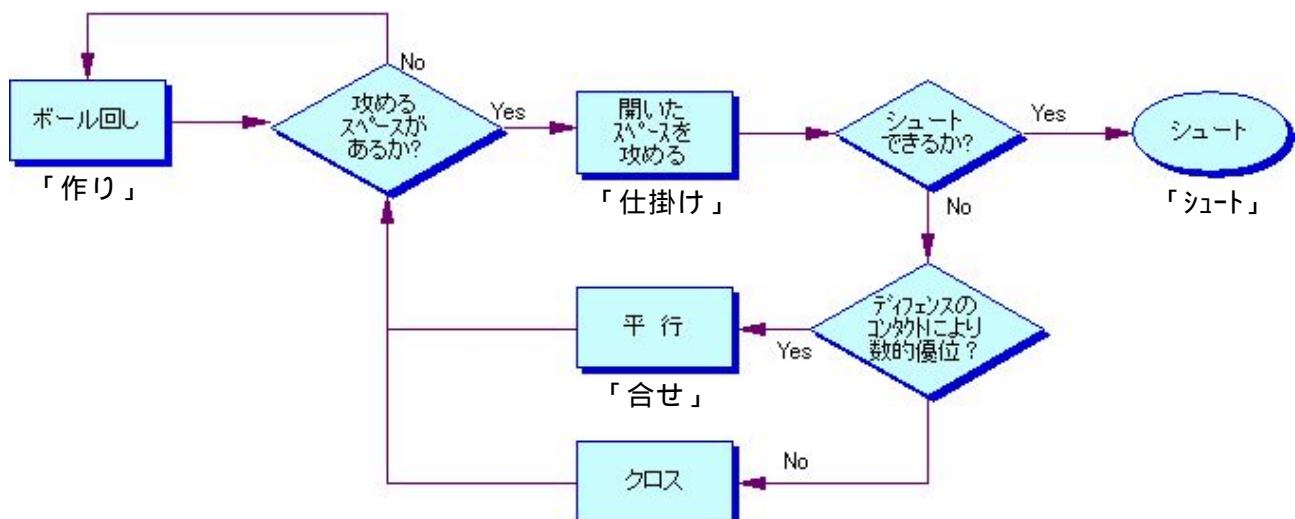 No
ボール回し
「作り」
攻める
スペースが
あるか?
Yes
開いた
スペースを
攻める
「仕掛け」
シュート
できるか?
Yes
シュート
「シュート」
No
ディフェンスの
コンタクトにより
数的優位?
Yes
平 行
「合せ」
No
クロス